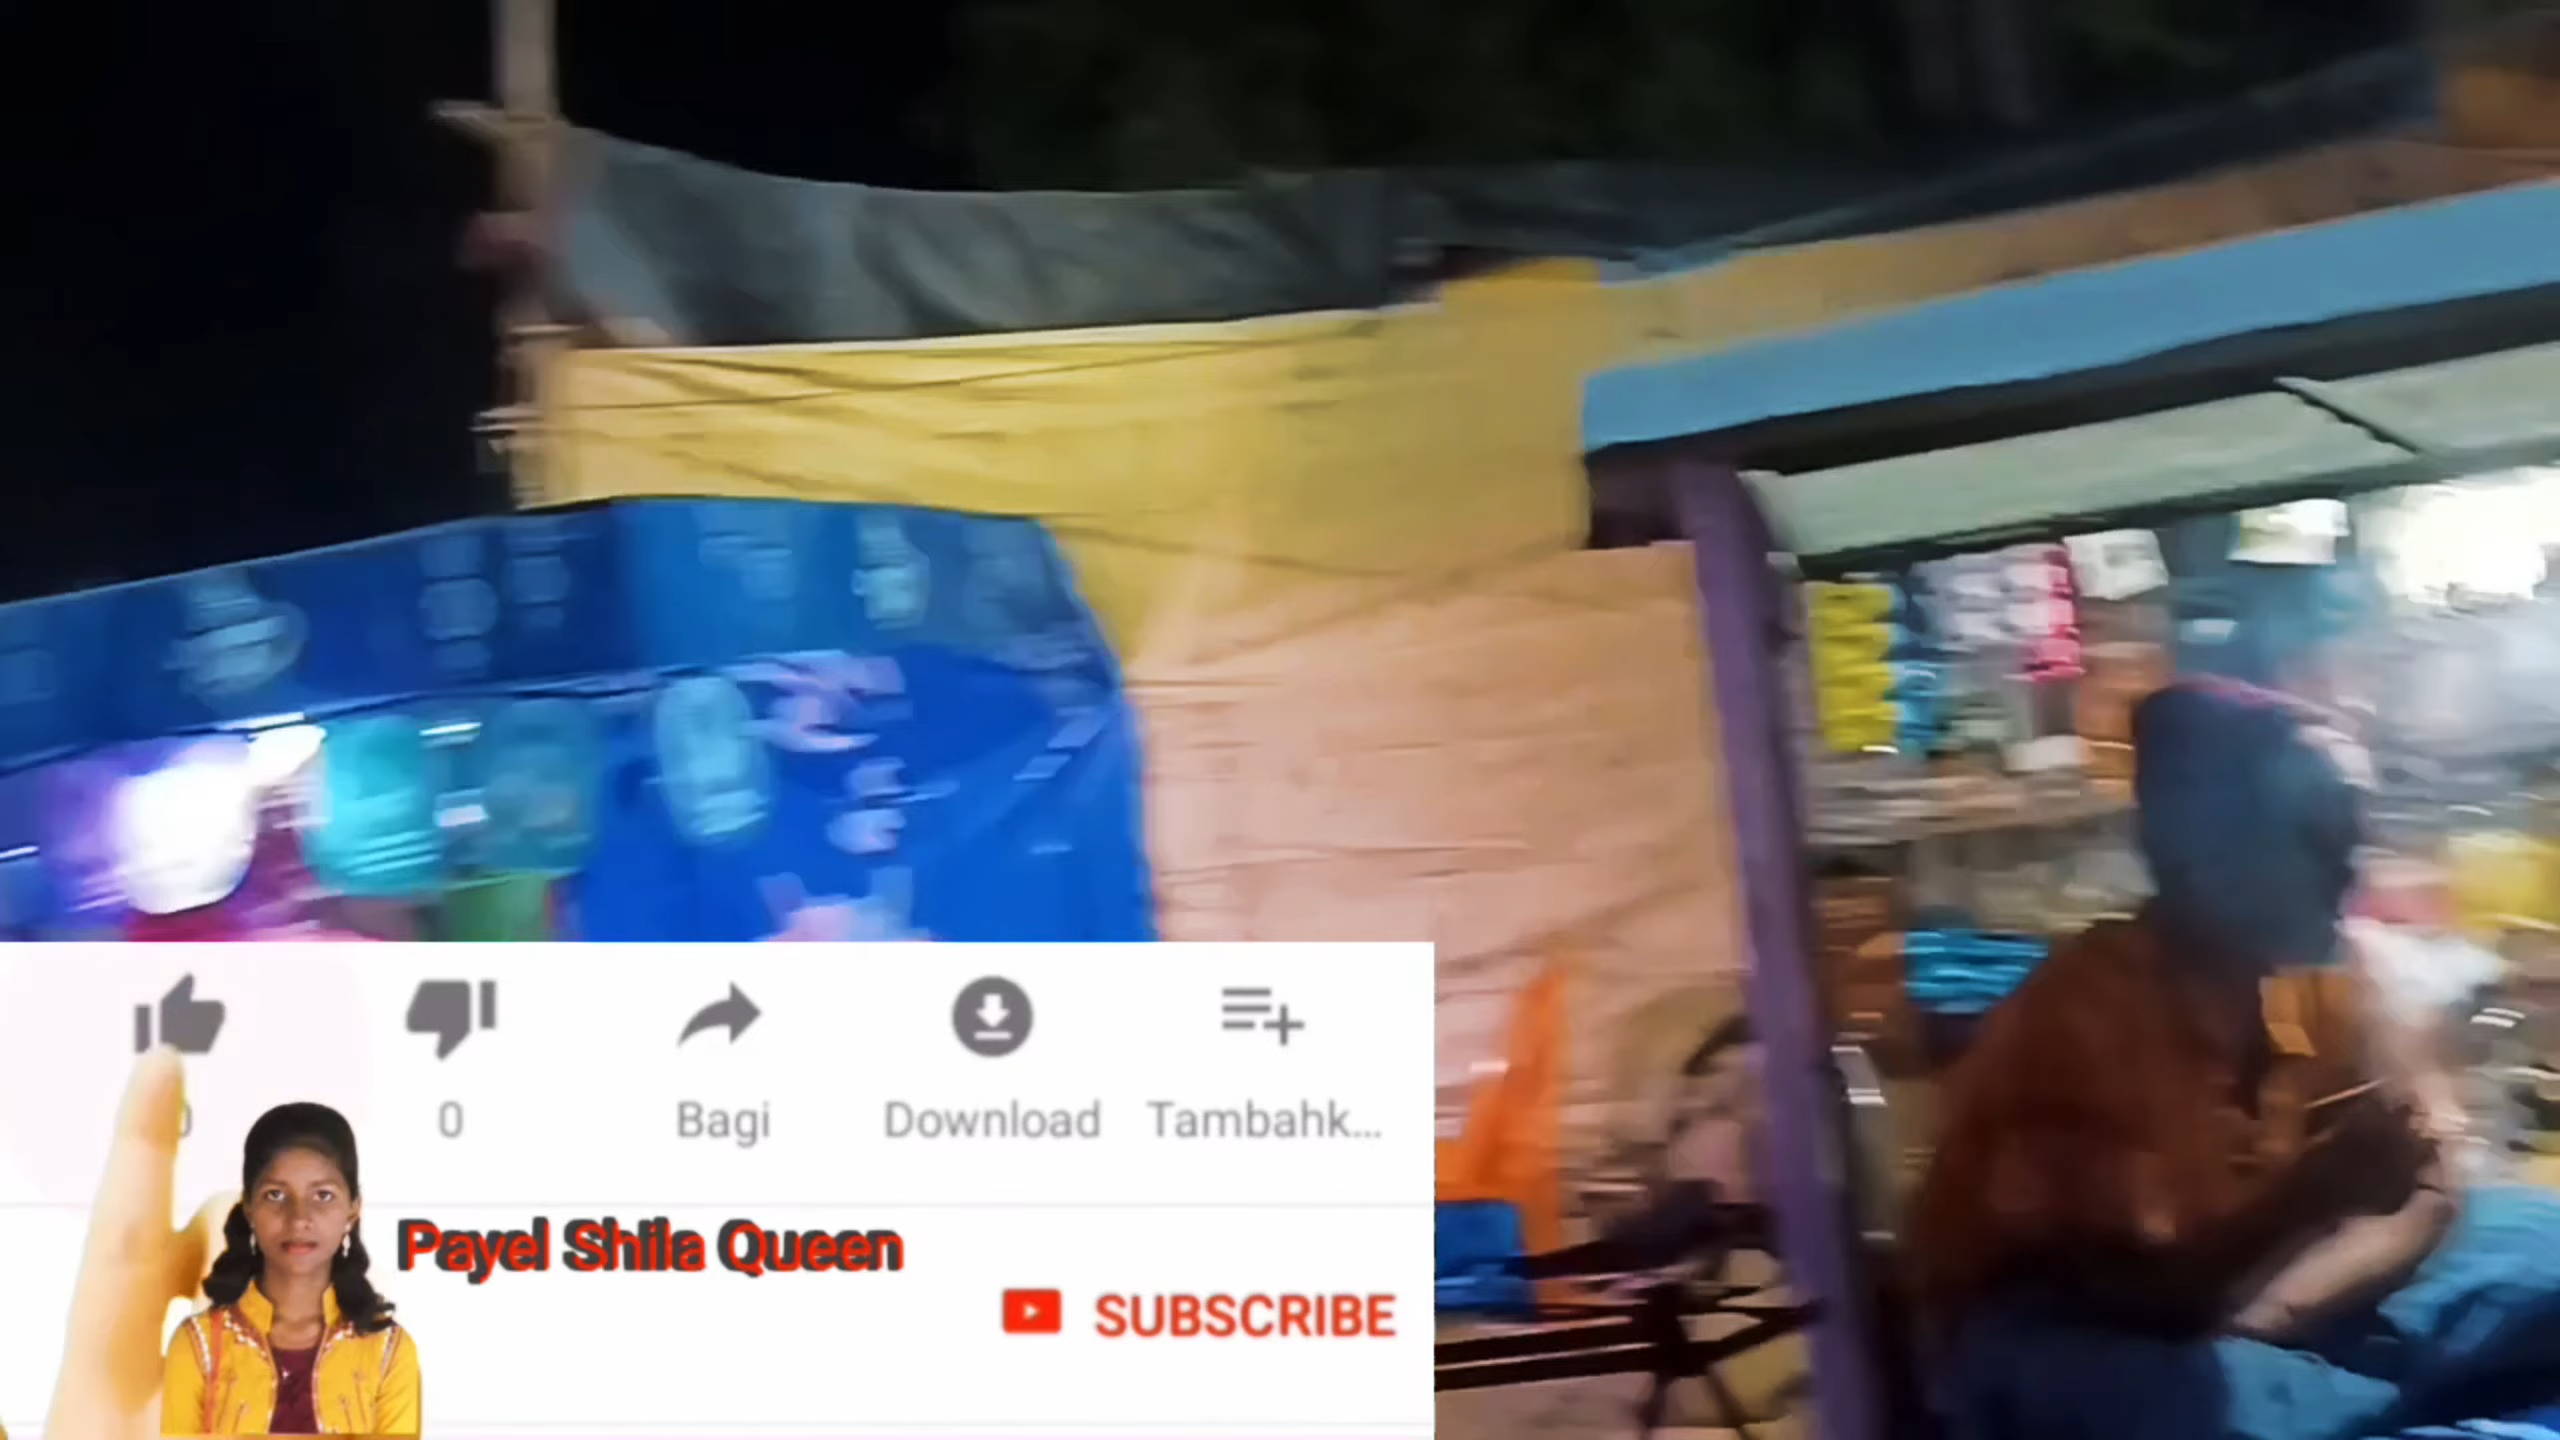 0
Bagi
Download
Tambahk...
Payel Shila Queen
SUBSCRIBE